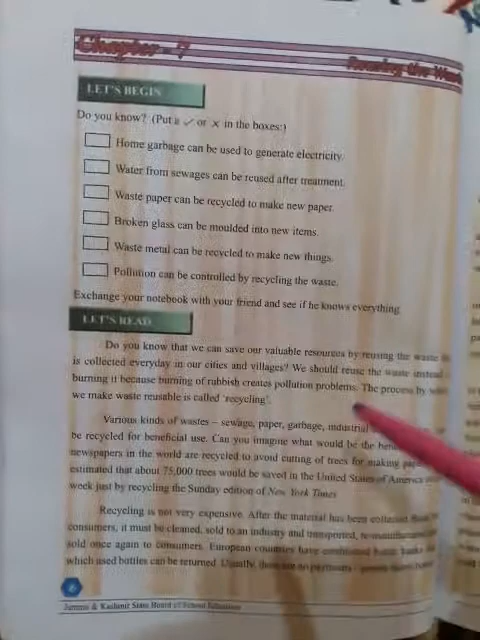 Chapter - 7
Reusing the Wast
LET'S BEGIN
Do you know? (Put a ✓ or × in the boxes:)
Home garbage can be used to generate electricity.
Water from sewages can be reused after treatment.
Waste paper can be recycled to make new paper.
Broken glass can be moulded into new items.
Waste metal can be recycled to make new things.
Pollution can be controlled by recycling the waste.
Exchange your notebook with your friend and see if he knows everything.
LET'S READ
Do you know that we can save our valuable resources by reusing the waste
is collected everyday in our cities and villages? We should reuse the waste instead
burning it because burning of rubbish creates pollution problems. The process by
we make waste reusable is called 'recycling'.
Various kinds of wastes – sewage, paper, garbage, industrial
be recycled for beneficial use. Can you imagine what would be the
newspapers in the world are recycled to avoid cutting of trees for making
estimated that about 75,000 trees would be saved in the United States of America
week just by recycling the Sunday edition of New York Times
Recycling is not very expensive. After the material has been collected
consumers, it must be cleaned, sold to an industry and transported,
sold once again to consumers. European countries have
which used bottles can be returned. Usually, there are no
Jammu & Kashmir State Board of School Education